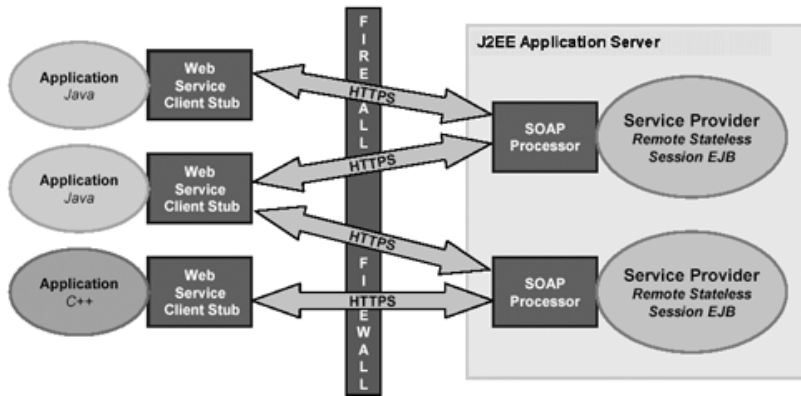 Application
Java
Web
Service
Client Stub
Application
Java
Web
Service
Client Stub
Application
C++
Web
Service
Client Stub
HTTPS
HTTPS
HTTPS
HTTPS
FIREWALL
FIREWALL
J2EE Application Server
SOAP
Processor
Service Provider
Remote Stateless
Session EJB
SOAP
Processor
Service Provider
Remote Stateless
Session EJB